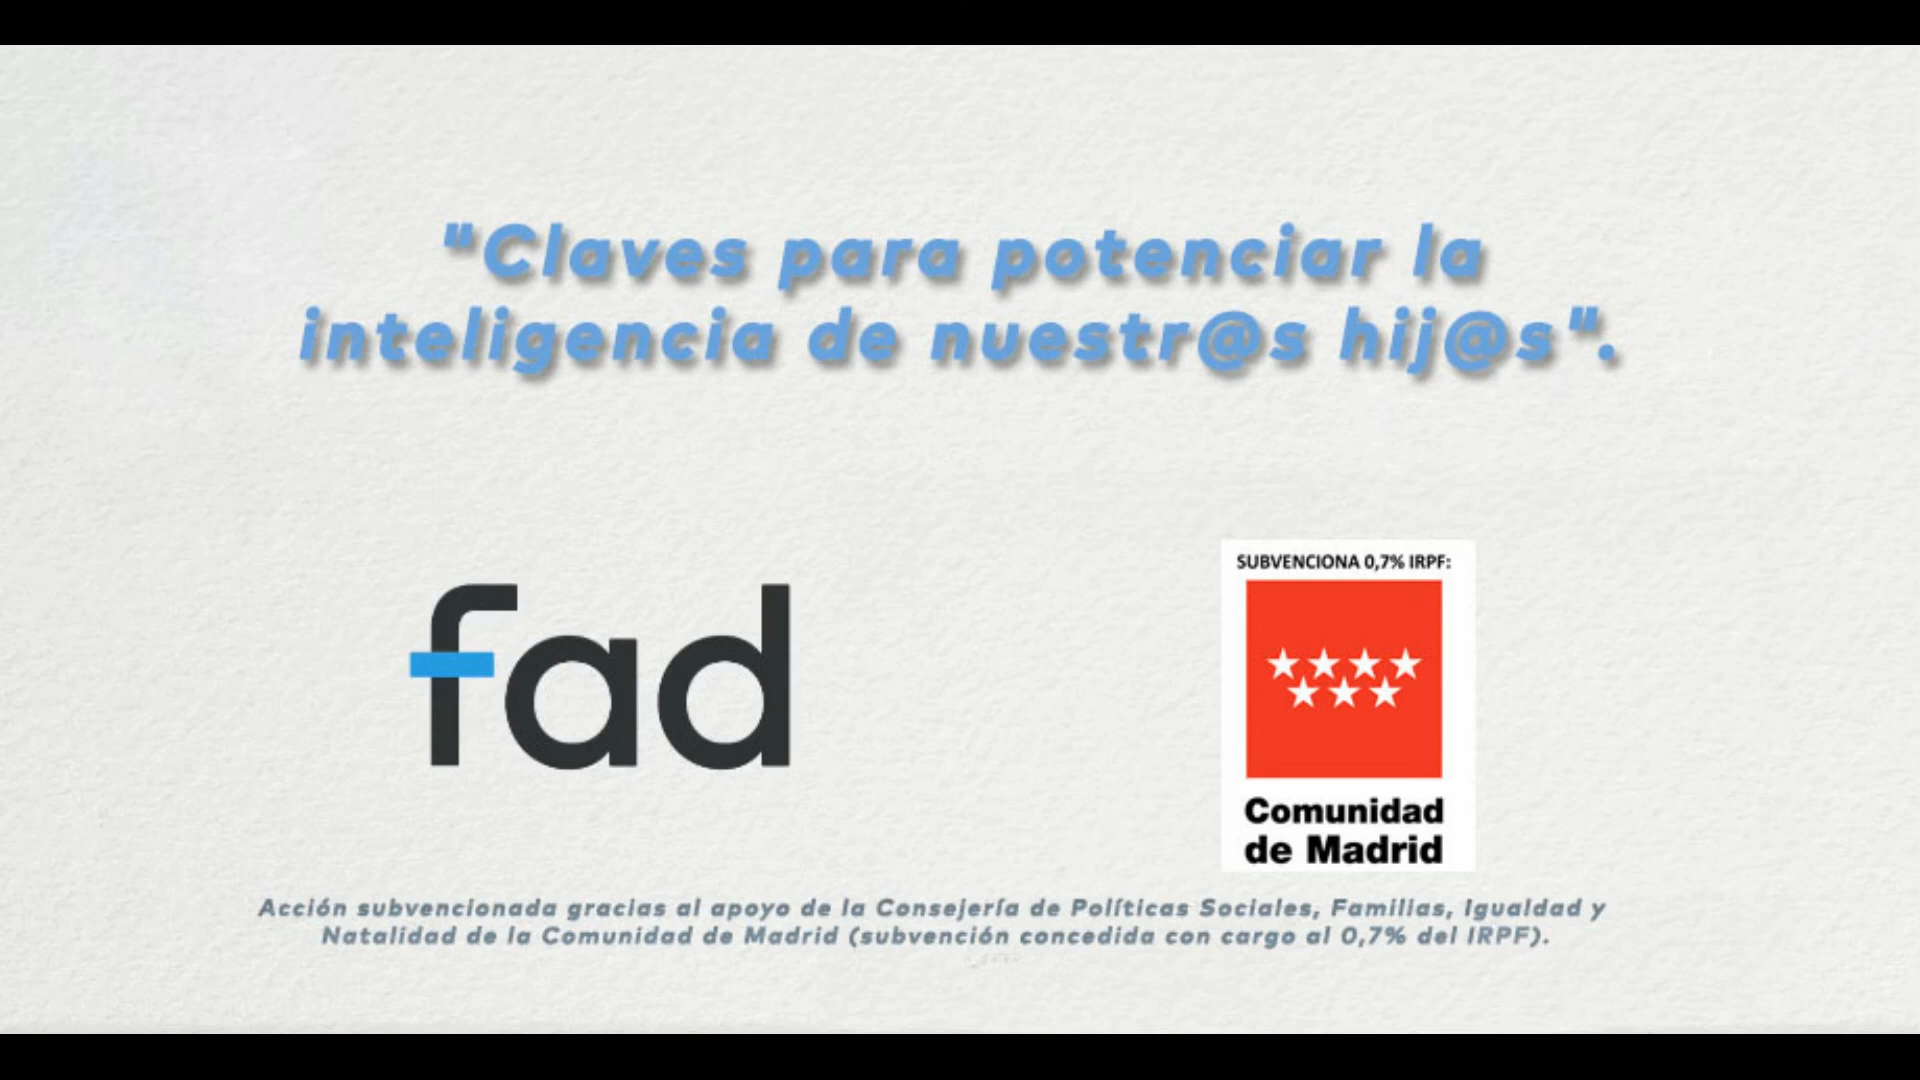 "Claves para potenciar la
inteligencia de nuestr@s hij@s".
fad
SUBVENCIONA 0,7% IRPF:
Comunidad
de Madrid
Acción subvencionada gracias al apoyo de la Consejería de Políticas Sociales, Familias, Igualdad y
Natalidad de la Comunidad de Madrid (subvención concedida con cargo al 0,7% del IRPF).